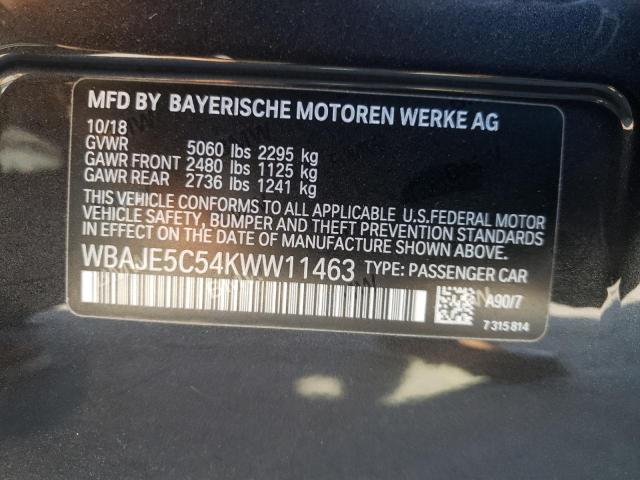 MFD BY BAYERISCHE MOTOREN WERKE AG
10/18
GVWR 5060 lbs 2295 kg
GAWR FRONT 2480 lbs 1125 kg
GAWR REAR 2736 lbs 1241 kg
THIS VEHICLE CONFORMS TO ALL APPLICABLE U.S.FEDERAL MOTOR
VEHICLE SAFETY, BUMPER AND THEFT PREVENTION STANDARDS
IN EFFECT ON THE DATE OF MANUFACTURE SHOWN ABOVE.
WBAJE5C54KWW11463 TYPE: PASSENGER CAR
A90/7
7315814